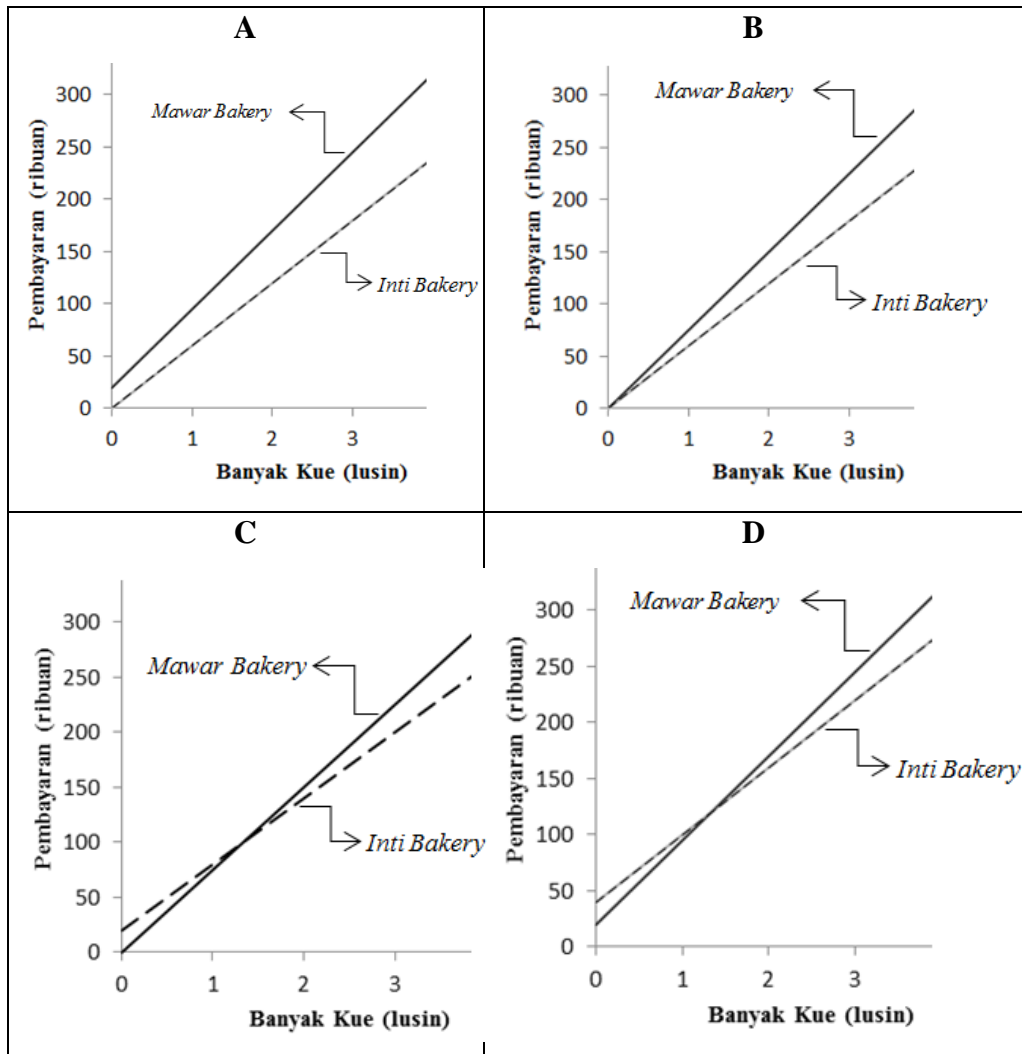 A
Pembayaran (ribuan)
300
250
200
150
100
50
0
Mawar Bakery
Inti Bakery
0 1 2 3
Banyak Kue (lusin)
B
Pembayaran (ribuan)
300
250
200
150
100
50
0
Mawar Bakery
Inti Bakery
0 1 2 3
Banyak Kue (lusin)
C
Pembayaran (ribuan)
300
250
200
150
100
50
0
Mawar Bakery
Inti Bakery
0 1 2 3
Banyak Kue (lusin)
D
Pembayaran (ribuan)
300
250
200
150
100
50
0
Mawar Bakery
Inti Bakery
0 1 2 3
Banyak Kue (lusin)